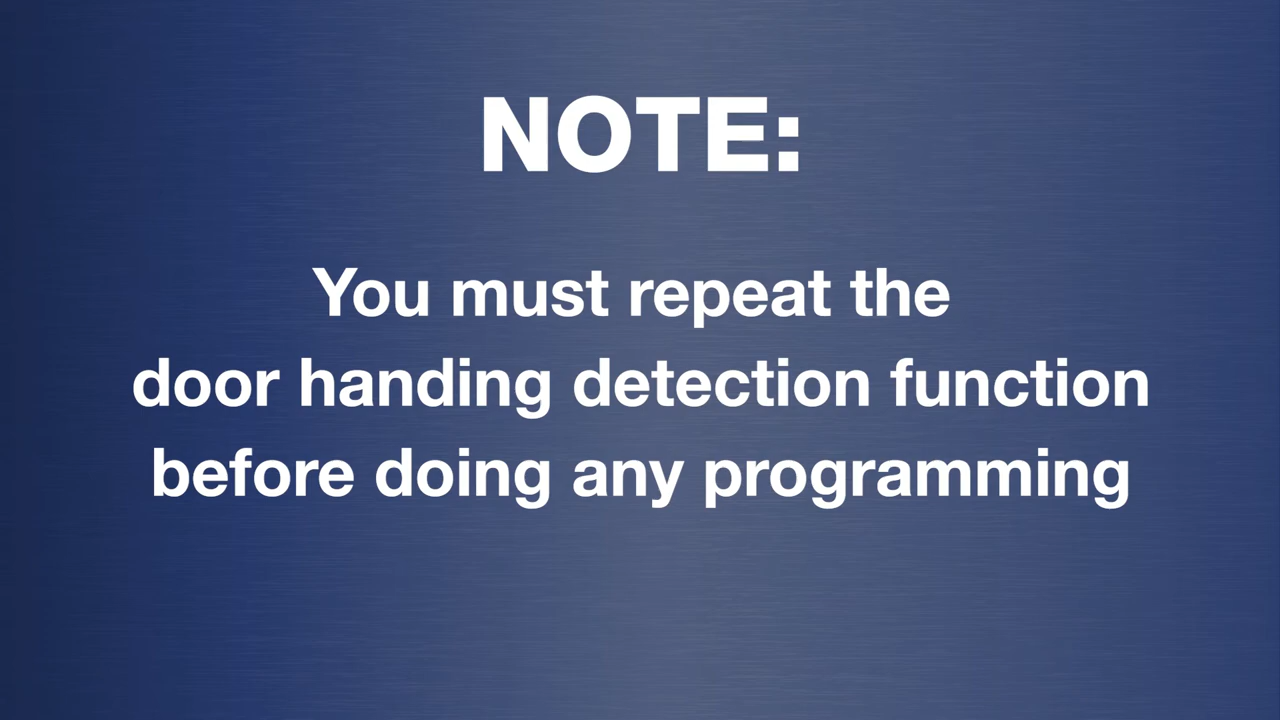 NOTE:
You must repeat the
door handing detection function
before doing any programming